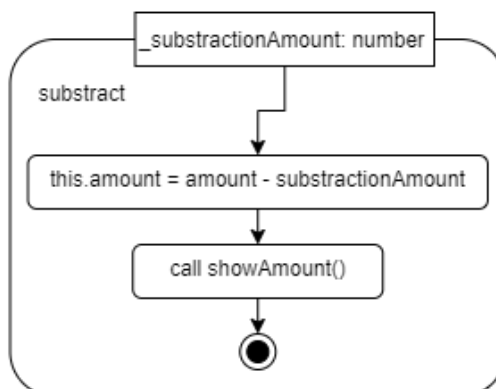 _substractionAmount: number
substract
this.amount = amount - substractionAmount
call showAmount()